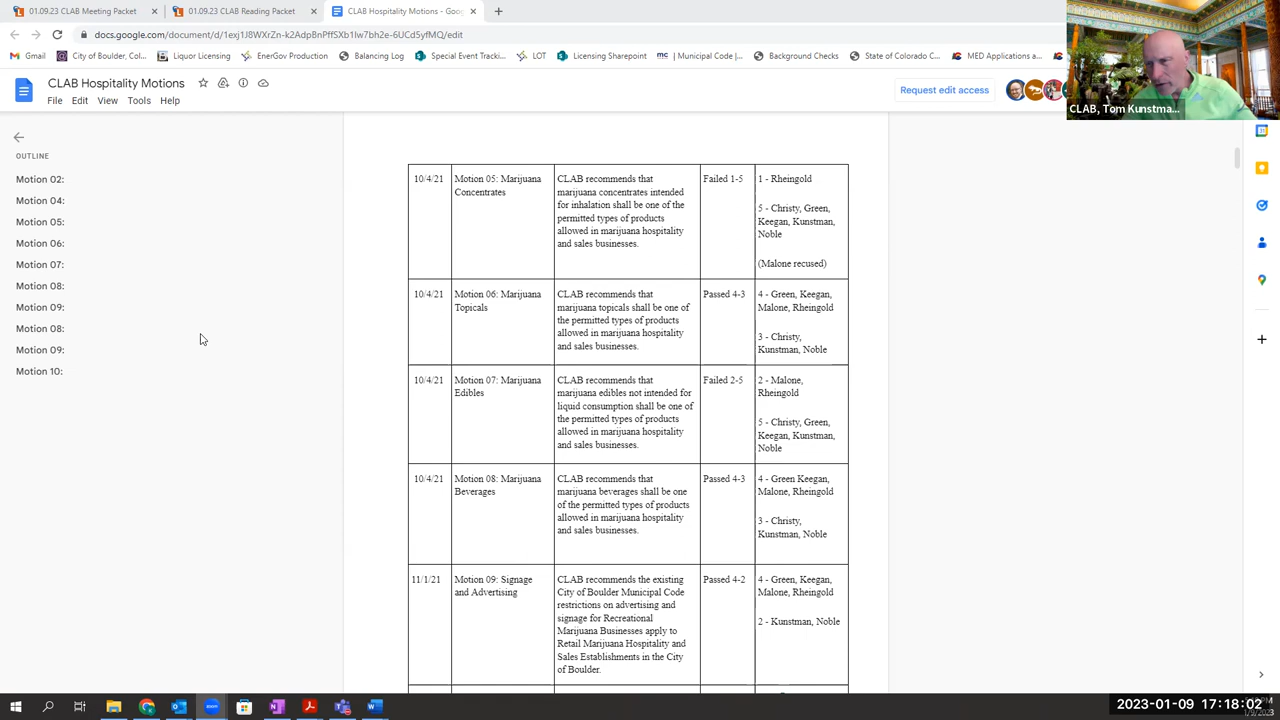 01.09.23 CLAB Meeting Packet
01.09.23 CLAB Reading Packet
CLAB Hospitality Motions - Goog
docs.google.com/document/d/1exj1J8WXrZn-k2AdpBnPffSXb1Iw7bh2e-6UCd5yfMQ/edit
Gmail
City of Boulder, Col...
Liquor Licensing
EnerGov Production
Balancing Log
Special Event Tracki...
LOT
Licensing Sharepoint
mc | Municipal Code |...
Background Checks
State of Colorado C...
MED Applications a
CLAB Hospitality Motions
File Edit View Tools Help
Request edit access
CLAB, Tom Kunstma...
OUTLINE
Motion 02:
Motion 04:
Motion 05:
Motion 06:
Motion 07:
Motion 08:
Motion 09:
Motion 08:
Motion 09:
Motion 10:
10/4/21
Motion 05: Marijuana
Concentrates
CLAB recommends that
marijuana concentrates intended
for inhalation shall be one of the
permitted types of products
allowed in marijuana hospitality
and sales businesses.
Failed 1-5
1 - Rheingold
5 - Christy, Green,
Keegan, Kunstman,
Noble
(Malone recused)
10/4/21
Motion 06: Marijuana
Topicals
CLAB recommends that
marijuana topicals shall be one of
the permitted types of products
allowed in marijuana hospitality
and sales businesses.
Passed 4-3
4 - Green, Keegan,
Malone, Rheingold
3 - Christy,
Kunstman, Noble
10/4/21
Motion 07: Marijuana
Edibles
CLAB recommends that
marijuana edibles not intended for
liquid consumption shall be one of
the permitted types of products
allowed in marijuana hospitality
and sales businesses.
Failed 2-5
2 - Malone,
Rheingold
5 - Christy, Green,
Keegan, Kunstman,
Noble
10/4/21
Motion 08: Marijuana
Beverages
CLAB recommends that
marijuana beverages shall be one
of the permitted types of products
allowed in marijuana hospitality
and sales businesses.
Passed 4-3
4 - Green Keegan,
Malone, Rheingold
3 - Christy,
Kunstman, Noble
11/1/21
Motion 09: Signage
and Advertising
CLAB recommends the existing
City of Boulder Municipal Code
restrictions on advertising and
signage for Recreational
Marijuana Businesses apply to
Retail Marijuana Hospitality and
Sales Establishments in the City
of Boulder.
Passed 4-2
4 - Green, Keegan,
Malone, Rheingold
2 - Kunstman, Noble
2023-01-09 17:18:02